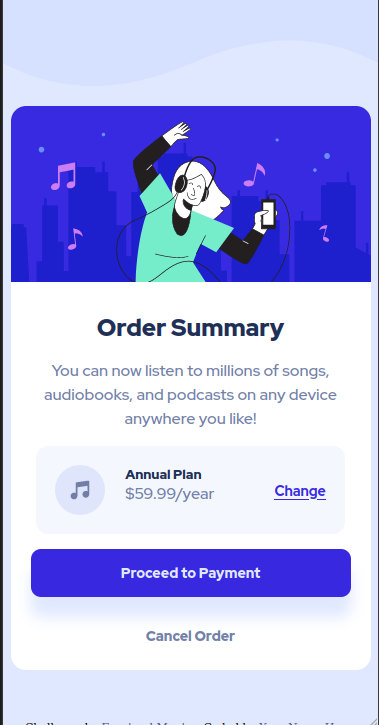 Order Summary
You can now listen to millions of songs,
audiobooks, and podcasts on any device
anywhere you like!
Annual Plan
$59.99/year
Change
Proceed to Payment
Cancel Order